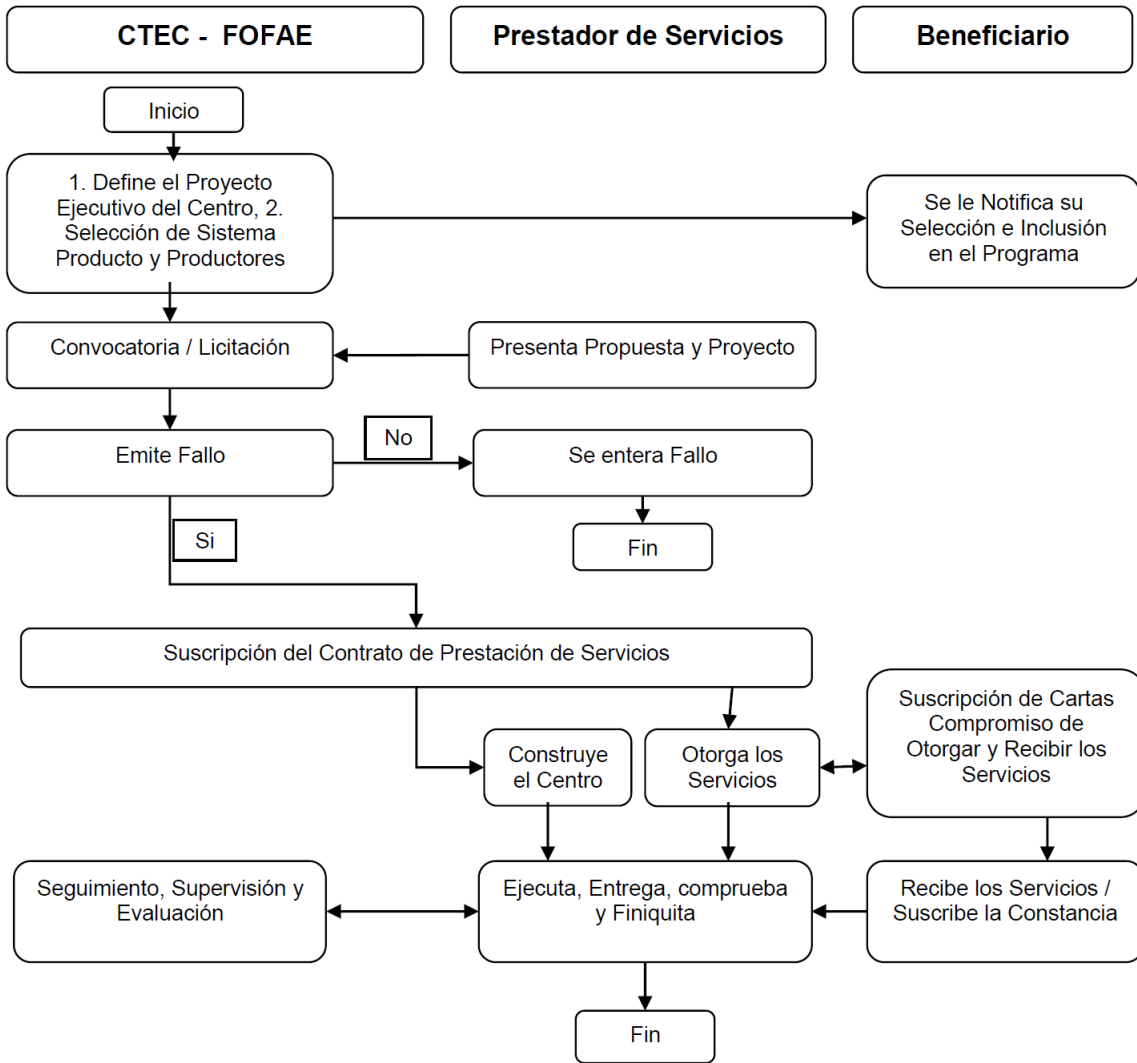 CTEC - FOFAE
Prestador de Servicios
Beneficiario
Inicio
1. Define el Proyecto
Ejecutivo del Centro, 2.
Selección de Sistema
Producto y Productores
Se le Notifica su
Selección e Inclusión
en el Programa
Convocatoria / Licitación
Presenta Propuesta y Proyecto
Emite Fallo
No
Se entera Fallo
Si
Fin
Suscripción del Contrato de Prestación de Servicios
Construye
el Centro
Otorga los
Servicios
Suscripción de Cartas
Compromiso de
Otorgar y Recibir los
Servicios
Seguimiento, Supervisión y
Evaluación
Ejecuta, Entrega, comprueba
y Finiquita
Recibe los Servicios /
Suscribe la Constancia
Fin